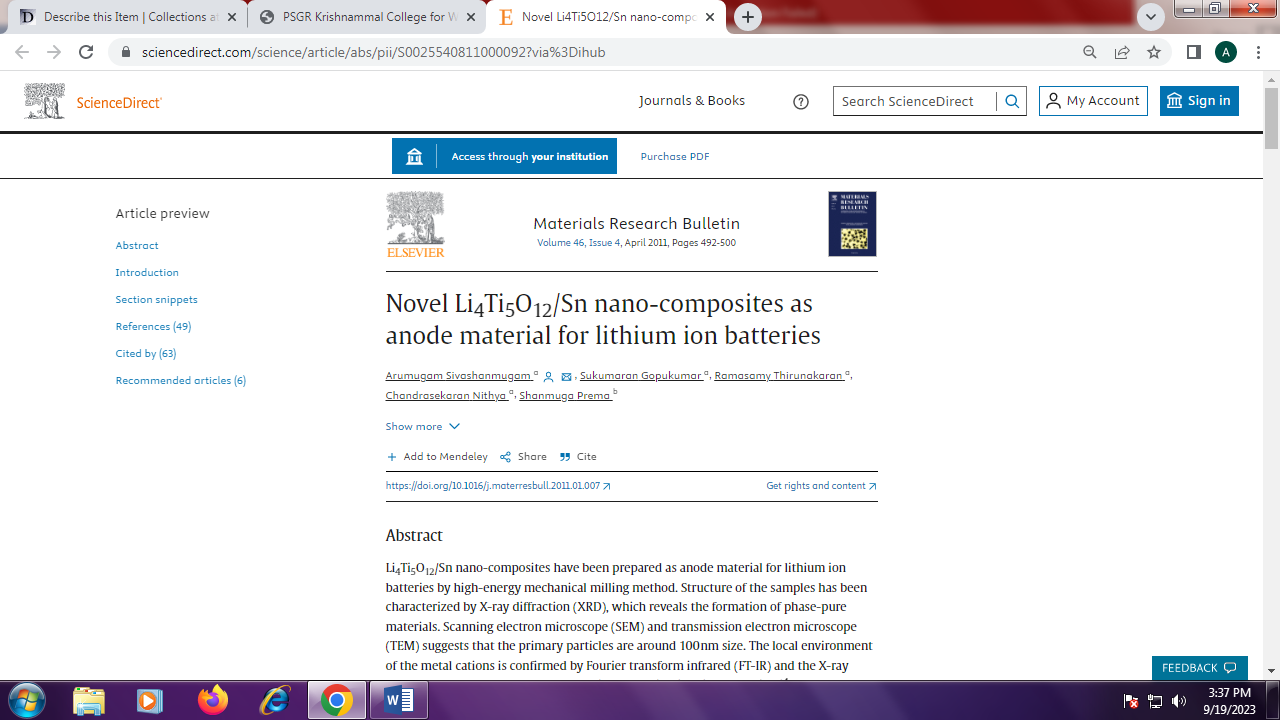 Describe this Item | Collections at
PSGR Krishnammal College for W
Novel Li4Ti5O12/Sn nano-compo
sciencedirect.com/science/article/abs/pii/S0025540811000092?via%3Dihub
A
ScienceDirect
Journals & Books
?
Search ScienceDirect
My Account
Sign in
Access through your institution
Purchase PDF
Article preview
Abstract
Introduction
Section snippets
References (49)
Cited by (63)
Recommended articles (6)
ELSEVIER
Materials Research Bulletin
Volume 46, Issue 4, April 2011, Pages 492-500
MATERIALS
RESEARCH
BULLETIN
Novel Li₄Ti₅O₁₂/Sn nano-composites as
anode material for lithium ion batteries
Arumugam Sivashanmugam ᵃ, Sukumaran Gopukumar ᵃ, Ramasamy Thirunakaran ᵃ,
Chandrasekaran Nithya ᵃ, Shanmuga Prema ᵇ
Show more
+ Add to Mendeley Share Cite
https://doi.org/10.1016/j.materresbull.2011.01.007
Get rights and content
Abstract
Li₄Ti₅O₁₂/Sn nano-composites have been prepared as anode material for lithium ion
batteries by high-energy mechanical milling method. Structure of the samples has been
characterized by X-ray diffraction (XRD), which reveals the formation of phase-pure
materials. Scanning electron microscope (SEM) and transmission electron microscope
(TEM) suggests that the primary particles are around 100 nm size. The local environment
of the metal cations is confirmed by Fourier transform infrared (FT-IR) and the X-ray
FEEDBACK
3:37 PM
9/19/2023